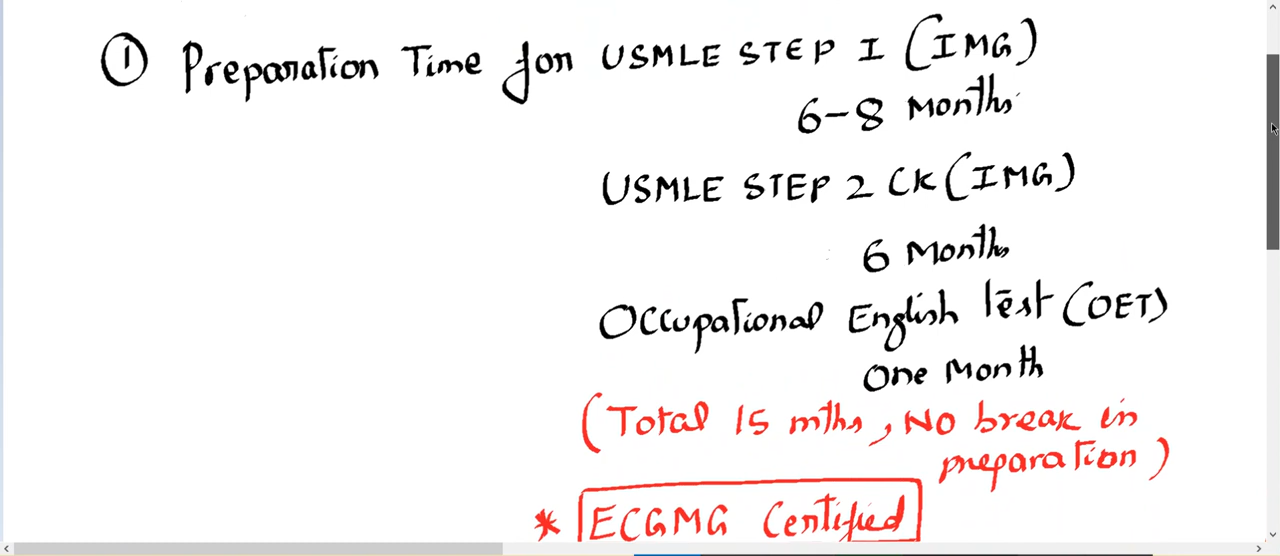 ① Preparation Time for USMLE STEP I (IMG)
6-8 Months
USMLE STEP 2 CK (IMG)
6 Months
Occupational English Test (OET)
One Month
(Total 15 mths, No break in
preparation)
* ECGMG Certified